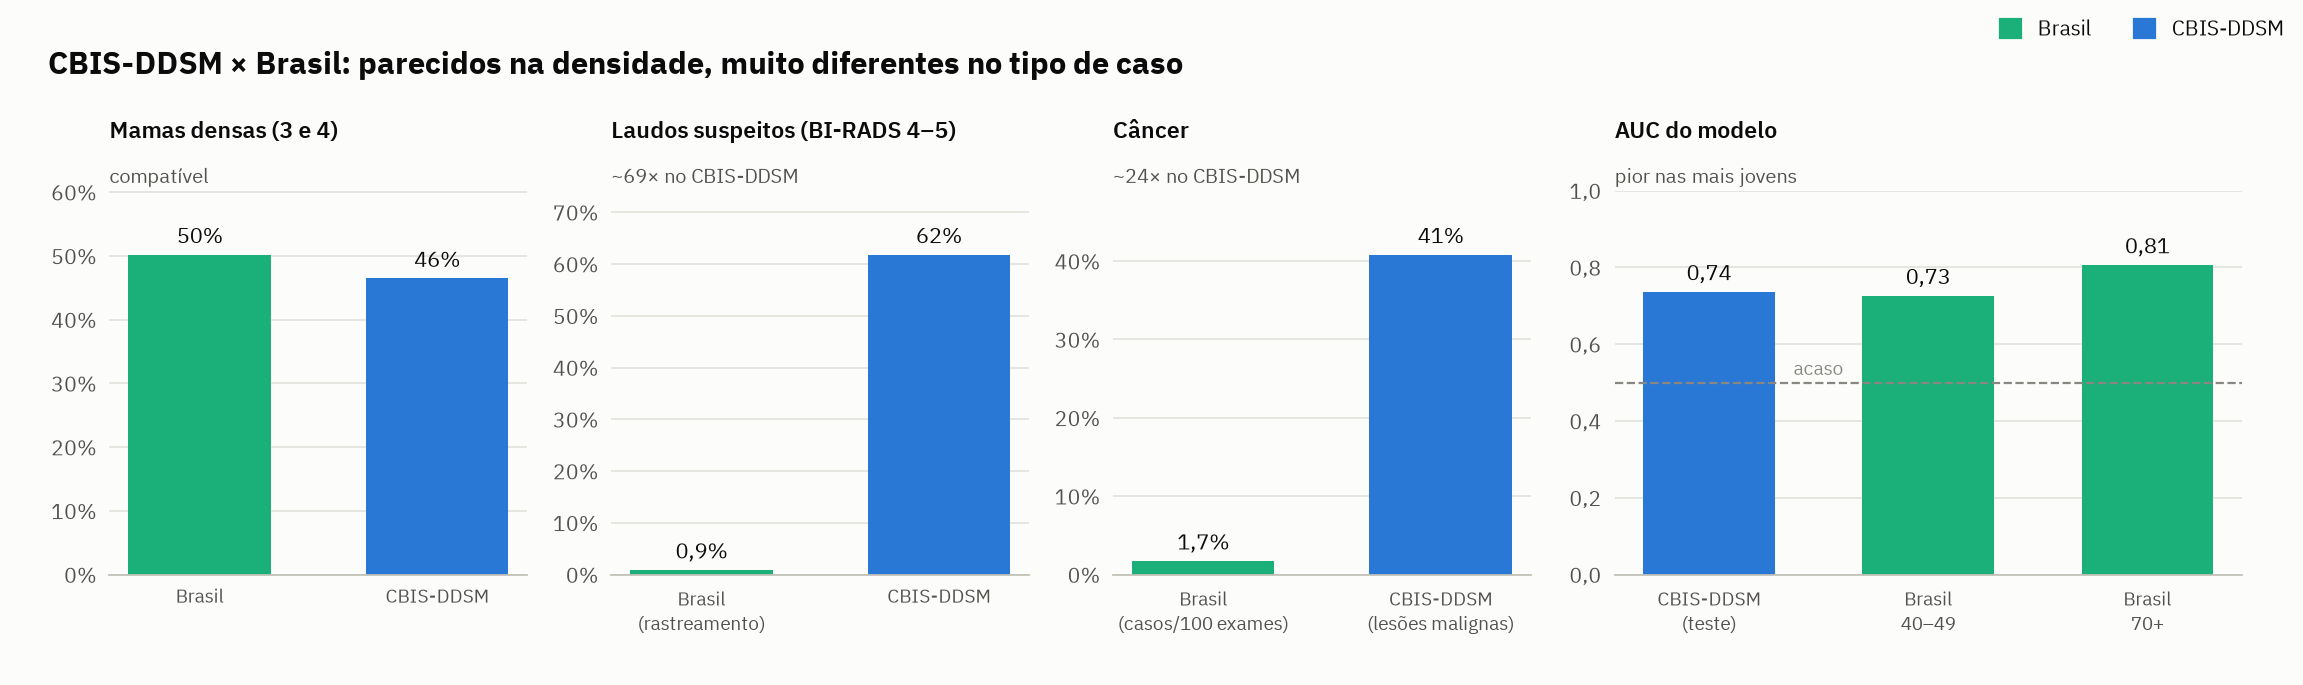 Brasil
CBIS-DDSM
CBIS-DDSM × Brasil: parecidos na densidade, muito diferentes no tipo de caso
Mamas densas (3 e 4)
compatível
60%
50%
40%
30%
20%
10%
0%
50%
46%
Brasil
CBIS-DDSM
Laudos suspeitos (BI-RADS 4–5)
~69× no CBIS-DDSM
70%
60%
50%
40%
30%
20%
10%
0%
0,9%
62%
Brasil
(rastreamento)
CBIS-DDSM
Câncer
~24× no CBIS-DDSM
40%
30%
20%
10%
0%
1,7%
41%
Brasil
(casos/100 exames)
CBIS-DDSM
(lesões malignas)
AUC do modelo
pior nas mais jovens
1,0
0,8
0,6
0,4
0,2
0,0
0,74
0,73
0,81
acaso
CBIS-DDSM
(teste)
Brasil
40–49
Brasil
70+